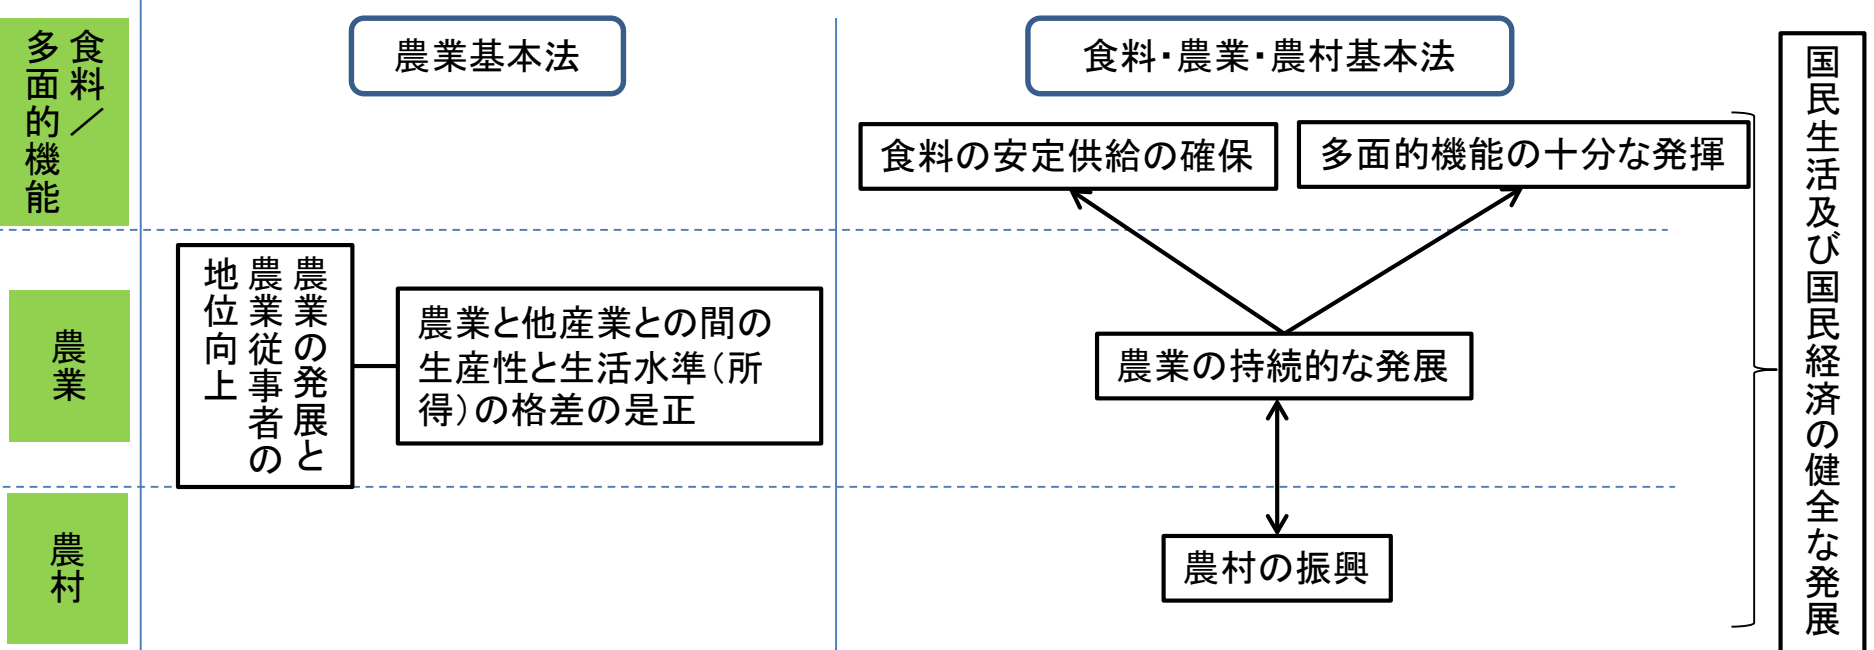 食料／
多面的機能
農業基本法
食料・農業・農村基本法
食料の安定供給の確保
多面的機能の十分な発揮
農業
農業の発展と
農業従事者の
地位向上
農業と他産業との間の
生産性と生活水準（所
得）の格差の是正
農業の持続的な発展
農村
農村の振興
国民生活及び国民経済の健全な発展